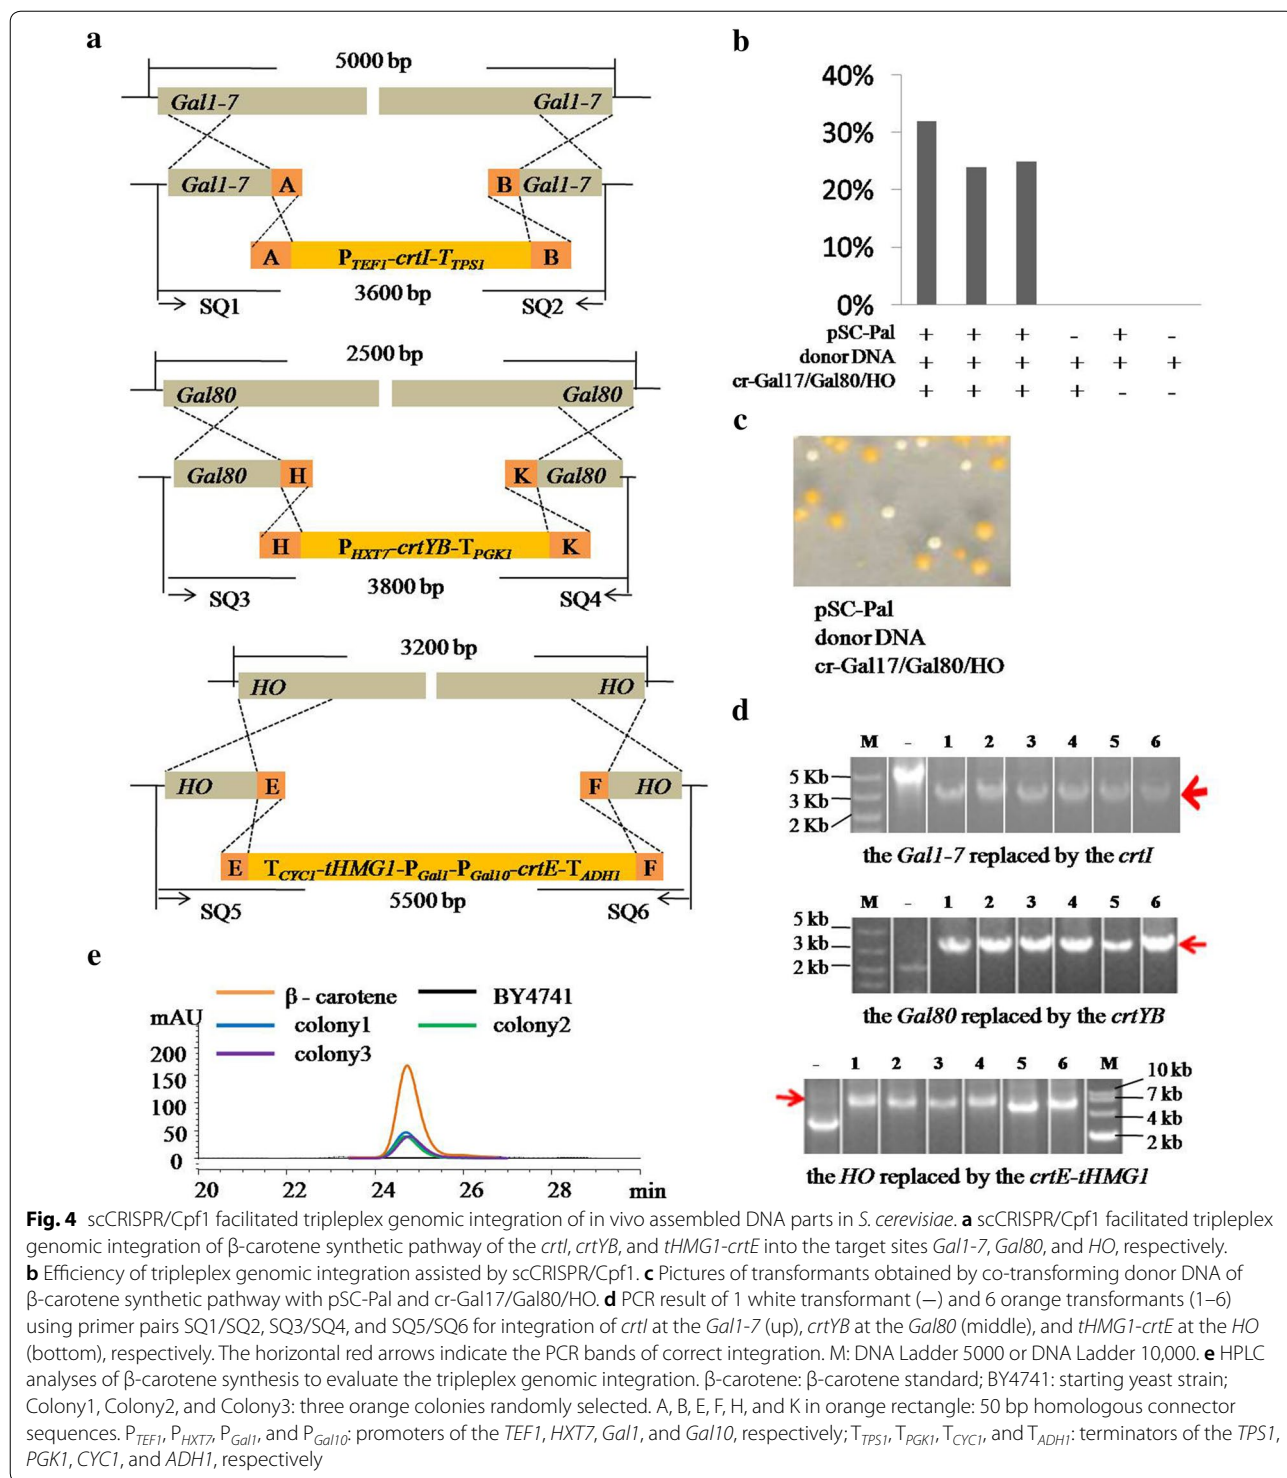 a
5000 bp
Gal1-7 Gal1-7
Gal1-7 A B Gal1-7
A PTEF1-crtI-TTPS1 B
3600 bp
SQ1 SQ2
2500 bp
Gal80 Gal80
Gal80 H K Gal80
H PHXT7-crtYB-TPGK1 K
3800 bp
SQ3 SQ4
3200 bp
HO HO
HO E F HO
E TCYC1-tHMG1-PGal1-PGal10-crtE-TADH1 F
5500 bp
SQ5 SQ6
b
40%
30%
20%
10%
0%
pSC-Pal + + + - + -
donor DNA + + + + + +
cr-Gal17/Gal80/HO + + + + - -
c
pSC-Pal
donor DNA
cr-Gal17/Gal80/HO
d
M - 1 2 3 4 5 6
5 Kb
3 Kb
2 Kb
the Gal1-7 replaced by the crtI
M - 1 2 3 4 5 6
5 kb
3 kb
2 kb
the Gal80 replaced by the crtYB
- 1 2 3 4 5 6 M
10 kb
7 kb
4 kb
2 kb
the HO replaced by the crtE-tHMG1
e
β - carotene BY4741
colony1 colony2
colony3
mAU
200
150
100
50
0
20 22 24 26 28 min
Fig. 4 scCRISPR/Cpf1 facilitated tripleplex genomic integration of in vivo assembled DNA parts in S. cerevisiae. a scCRISPR/Cpf1 facilitated tripleplex
genomic integration of β-carotene synthetic pathway of the crtI, crtYB, and tHMG1-crtE into the target sites Gal1-7, Gal80, and HO, respectively.
b Efficiency of tripleplex genomic integration assisted by scCRISPR/Cpf1. c Pictures of transformants obtained by co-transforming donor DNA of
β-carotene synthetic pathway with pSC-Pal and cr-Gal17/Gal80/HO. d PCR result of 1 white transformant (−) and 6 orange transformants (1–6)
using primer pairs SQ1/SQ2, SQ3/SQ4, and SQ5/SQ6 for integration of crtI at the Gal1-7 (up), crtYB at the Gal80 (middle), and tHMG1-crtE at the HO
(bottom), respectively. The horizontal red arrows indicate the PCR bands of correct integration. M: DNA Ladder 5000 or DNA Ladder 10,000. e HPLC
analyses of β-carotene synthesis to evaluate the tripleplex genomic integration. β-carotene: β-carotene standard; BY4741: starting yeast strain;
Colony1, Colony2, and Colony3: three orange colonies randomly selected. A, B, E, F, H, and K in orange rectangle: 50 bp homologous connector
sequences. PTEF1, PHXT7, PGal1, and PGal10: promoters of the TEF1, HXT7, Gal1, and Gal10, respectively; TTPS1, TPGK1, TCYC1, and TADH1: terminators of the TPS1,
PGK1, CYC1, and ADH1, respectively